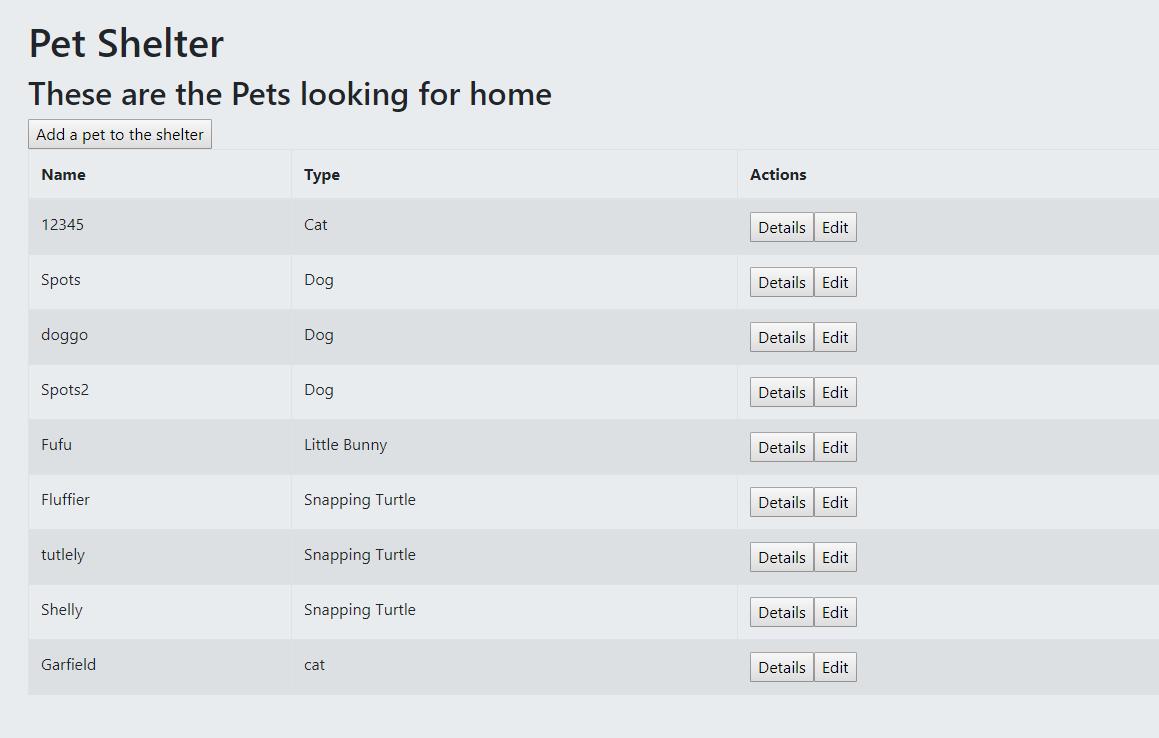 Pet Shelter
These are the Pets looking for home
Add a pet to the shelter
Name Type Actions
12345 Cat Details Edit
Spots Dog Details Edit
doggo Dog Details Edit
Spots2 Dog Details Edit
Fufu Little Bunny Details Edit
Fluffier Snapping Turtle Details Edit
tutlely Snapping Turtle Details Edit
Shelly Snapping Turtle Details Edit
Garfield cat Details Edit